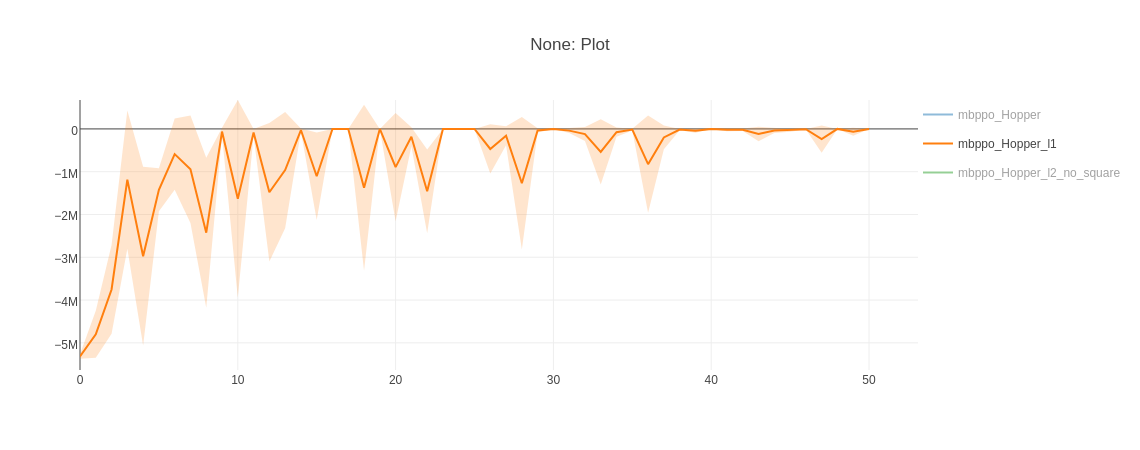 None: Plot
0
−1M
−2M
−3M
−4M
−5M
0 10 20 30 40 50
mbppo_Hopper
mbppo_Hopper_l1
mbppo_Hopper_l2_no_square